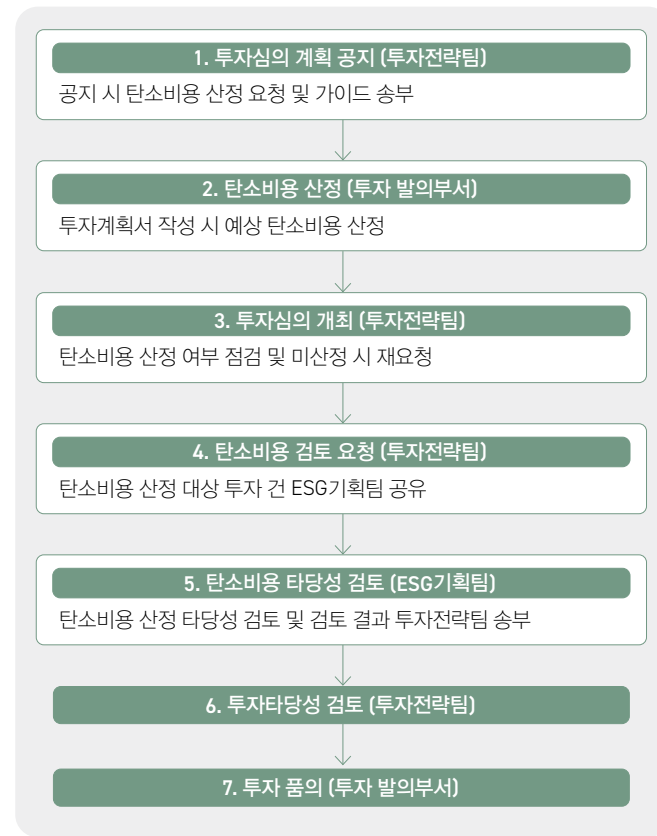 1. 투자심의 계획 공지 (투자전략팀)
공지 시 탄소비용 산정 요청 및 가이드 송부
2. 탄소비용 산정 (투자 발의부서)
투자계획서 작성 시 예상 탄소비용 산정
3. 투자심의 개최 (투자전략팀)
탄소비용 산정 여부 점검 및 미산정 시 재요청
4. 탄소비용 검토 요청 (투자전략팀)
탄소비용 산정 대상 투자 건 ESG기획팀 공유
5. 탄소비용 타당성 검토 (ESG기획팀)
탄소비용 산정 타당성 검토 및 검토 결과 투자전략팀 송부
6. 투자타당성 검토 (투자전략팀)
7. 투자 품의 (투자 발의부서)